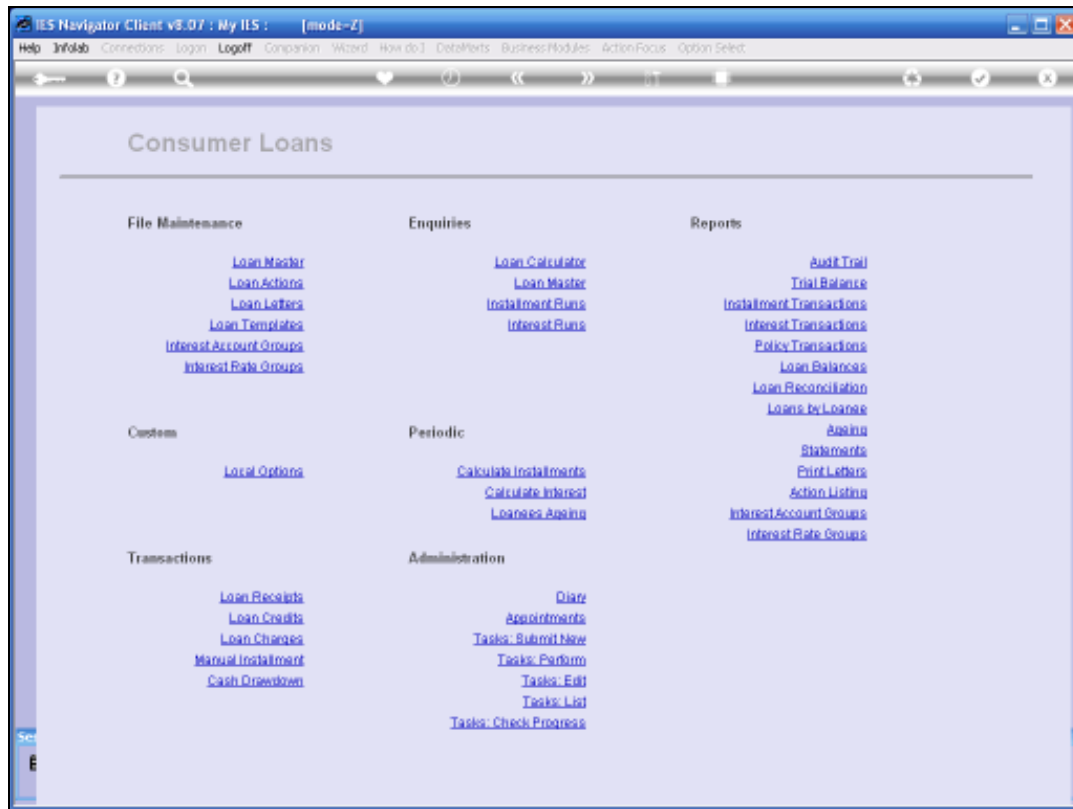 IES Navigator Client v8.07 : My IES : [mode-Z]
Help Infolab Connections Logon Logoff Companion Wizard How do I DataAlerts Business Modules Action Focus Option Select
Consumer Loans
File Maintenance
Loan Master
Loan Actions
Loan Letters
Loan Templates
Interest Account Groups
Interest Rate Groups
Enquiries
Loan Calculator
Loan Master
Installment Runs
Interest Runs
Reports
Audit Trail
Trial Balance
Installment Transactions
Interest Transactions
Policy Transactions
Loan Balances
Loan Reconciliation
Loans by Loanee
Ageing
Statements
Print Letters
Action Listing
Interest Account Groups
Interest Rate Groups
Custom
Local Options
Periodic
Calculate Installments
Calculate Interest
Loanees Ageing
Transactions
Loan Receipts
Loan Credits
Loan Charges
Manual Installment
Cash Drawdown
Administration
Diary
Appointments
Tasks: Submit New
Tasks: Perform
Tasks: Edit
Tasks: List
Tasks: Check Progress